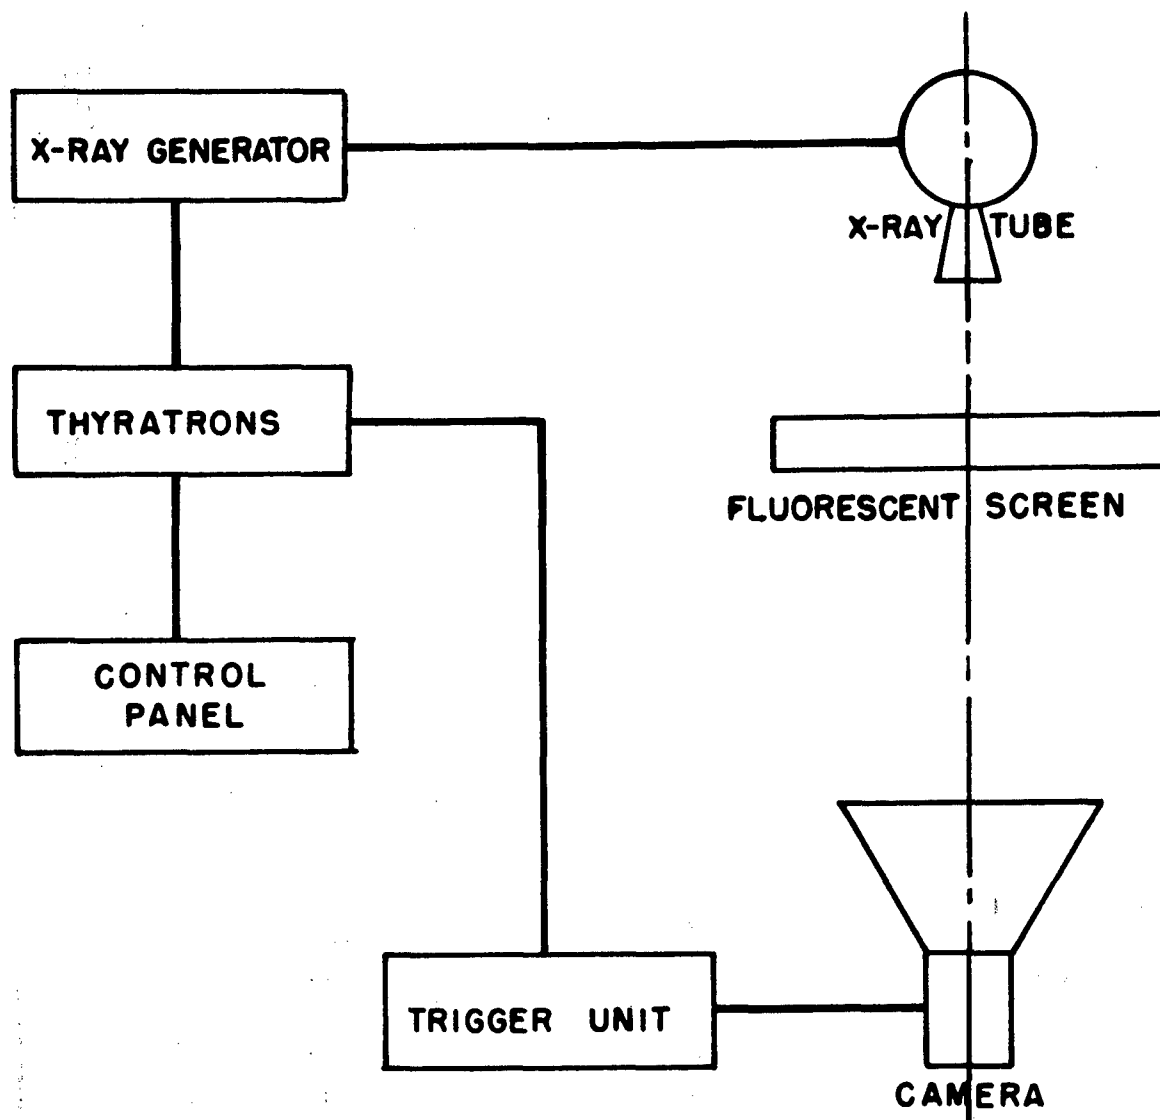 X-RAY GENERATOR
X-RAY TUBE
THYRATRONS
FLUORESCENT SCREEN
CONTROL
PANEL
TRIGGER UNIT
CAMERA